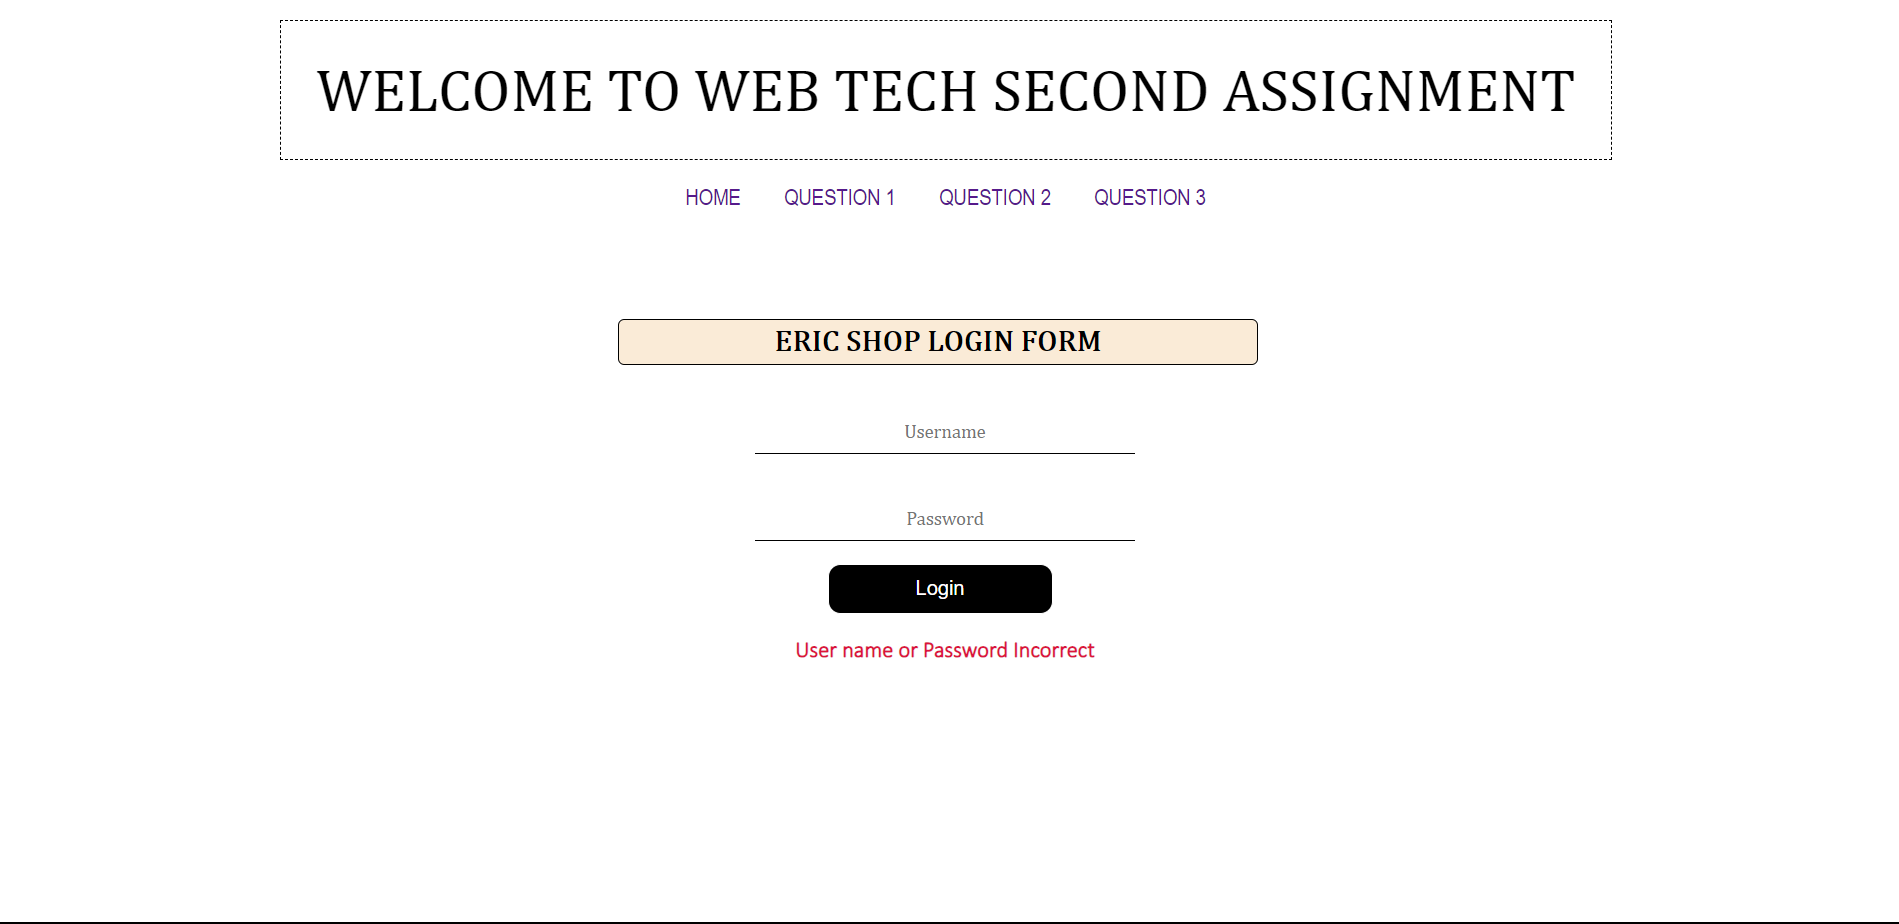 WELCOME TO WEB TECH SECOND ASSIGNMENT
HOME QUESTION 1 QUESTION 2 QUESTION 3
ERIC SHOP LOGIN FORM
Username
Password
Login
User name or Password Incorrect